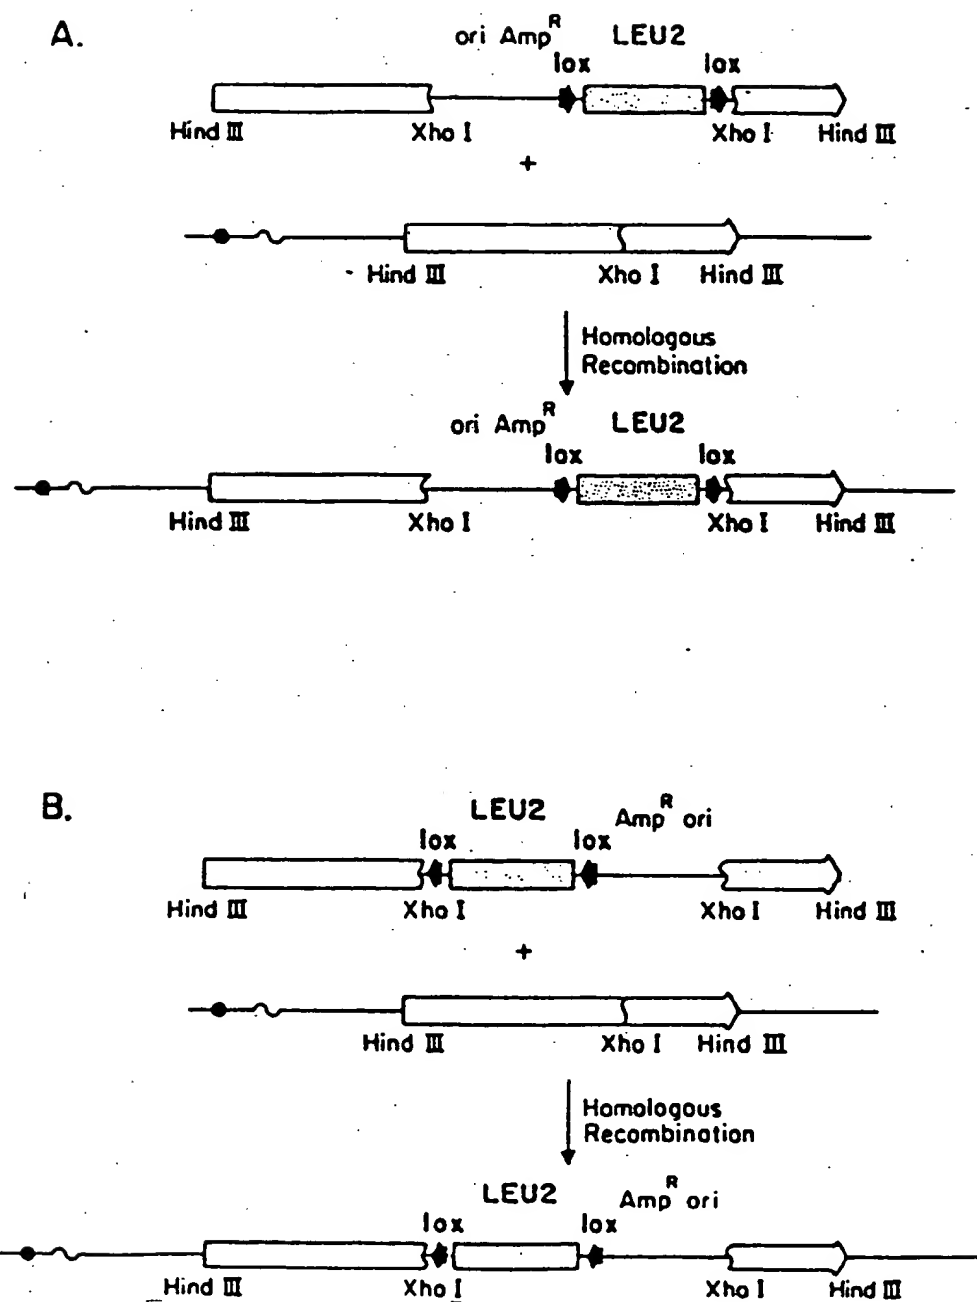 A.
ori Amp^R LEU2
lox lox
Hind III Xho I Xho I Hind III
+
Hind III Xho I Hind III
Homologous
Recombination
ori Amp^R LEU2
lox lox
Hind III Xho I Xho I Hind III
B.
LEU2 Amp^R ori
lox lox
Hind III Xho I Xho I Hind III
+
Hind III Xho I Hind III
Homologous
Recombination
LEU2 Amp^R ori
lox lox
Hind III Xho I Xho I Hind III